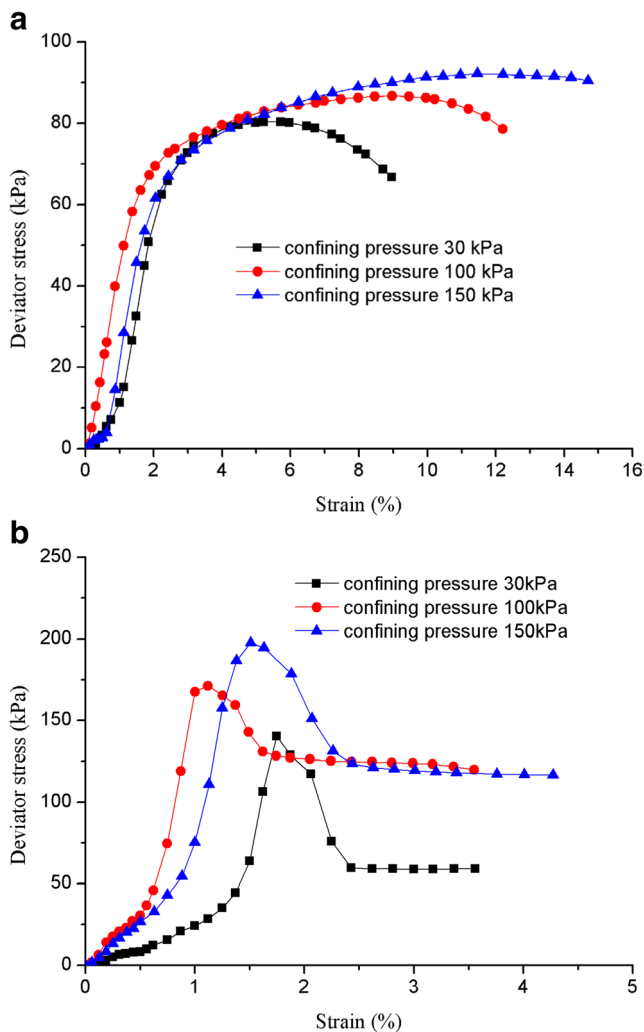 a
100
80
60
40
20
0
Deviator stress (kPa)
confining pressure 30 kPa
confining pressure 100 kPa
confining pressure 150 kPa
0 2 4 6 8 10 12 14 16
Strain (%)
b
250
200
150
100
50
0
Deviator stress (kPa)
confining pressure 30kPa
confining pressure 100kPa
confining pressure 150kPa
0 1 2 3 4 5
Strain (%)